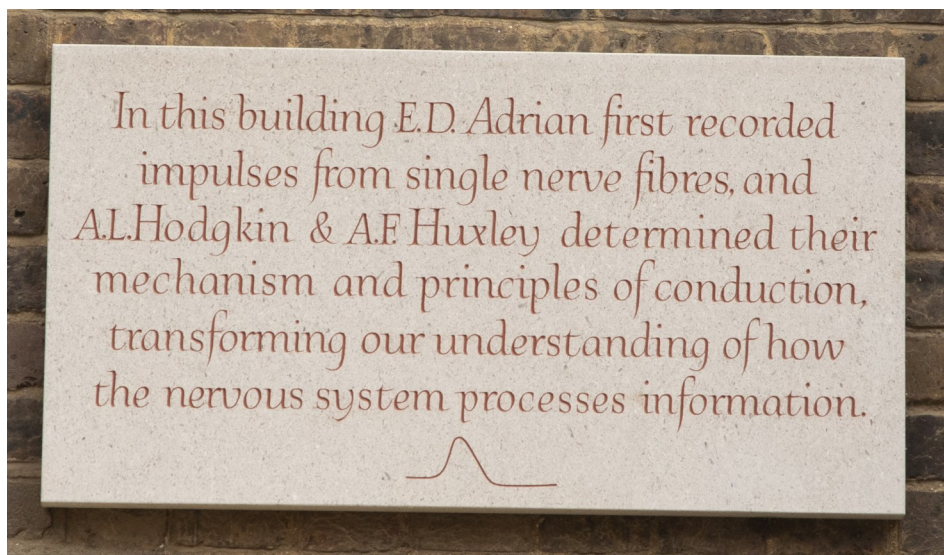 In this building E.D. Adrian first recorded
impulses from single nerve fibres, and
A.L.Hodgkin & A.F. Huxley determined their
mechanism and principles of conduction,
transforming our understanding of how
the nervous system processes information.